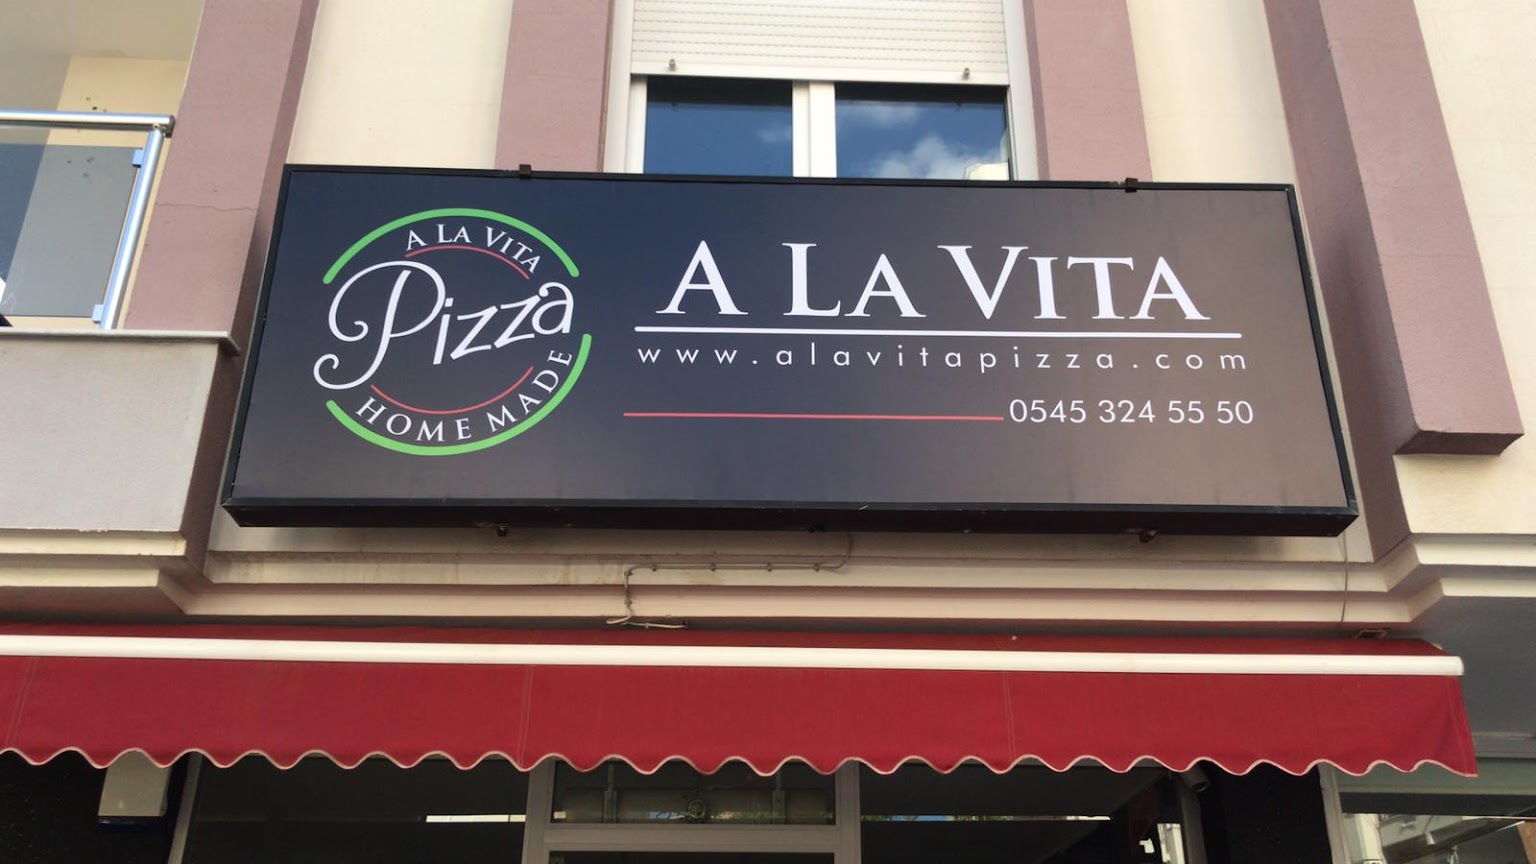 A LA VITA
Pizza
HOME MADE
A LA VITA
www.alavitapizza.com
0545 324 55 50